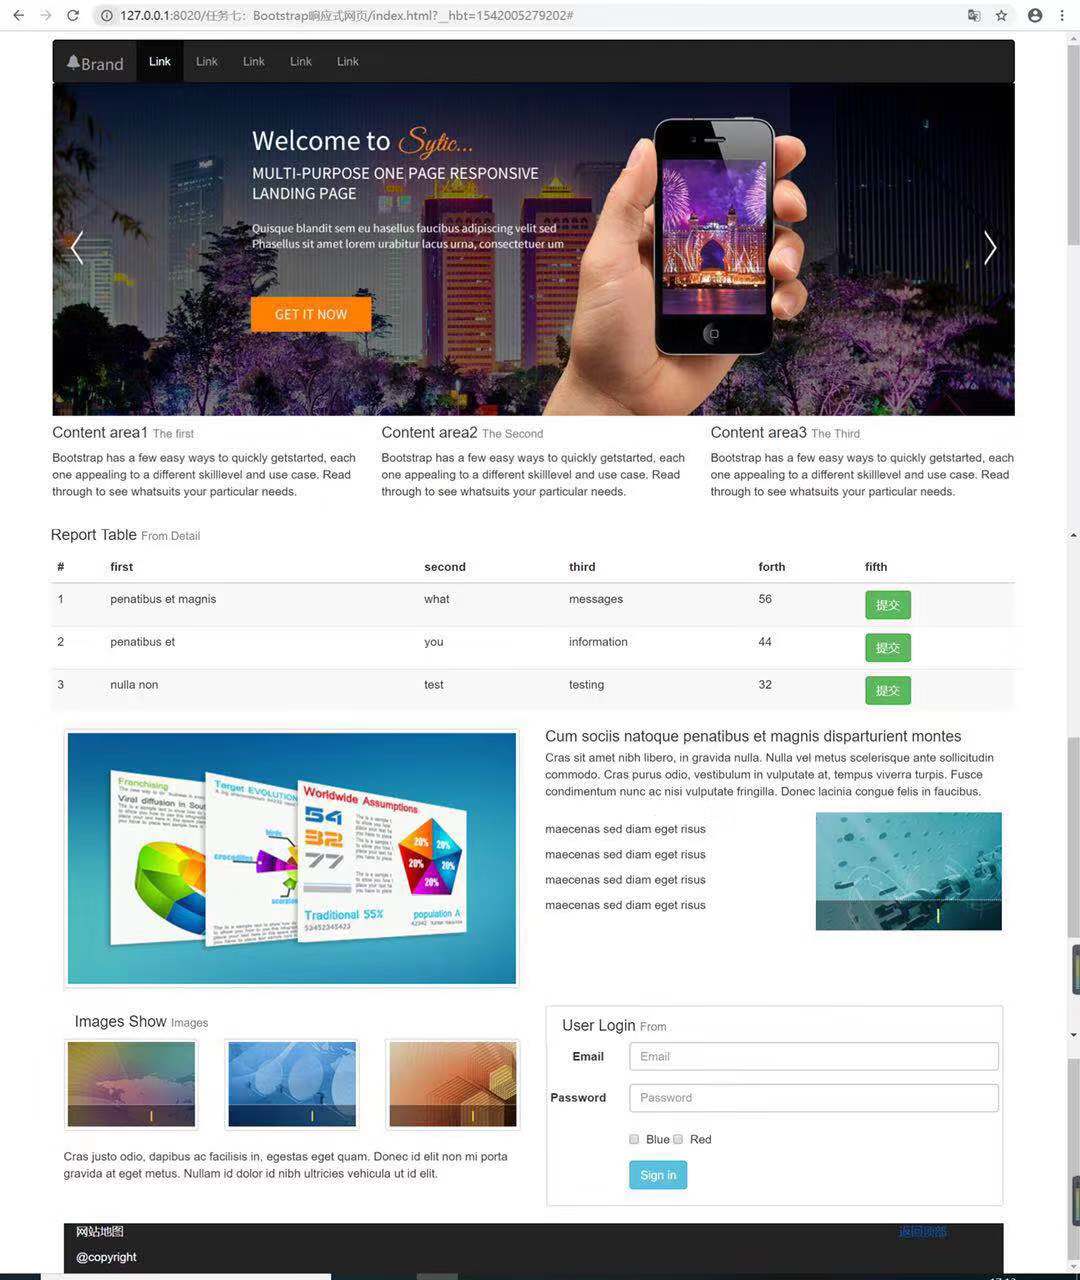 127.0.0.1:8020/任务七：Bootstrap响应式网页/index.html?__hbt=1542005279202#
Brand Link Link Link Link Link
Welcome to Sytic...
MULTI-PURPOSE ONE PAGE RESPONSIVE
LANDING PAGE
Quisque blandit sem eu hasellus faucibus adipiscing velit sed
Phasellus sit amet lorem urabitur lacus urna, consectetuer um
GET IT NOW
Content area1 The first
Bootstrap has a few easy ways to quickly getstarted, each
one appealing to a different skilllevel and use case. Read
through to see whatsuits your particular needs.
Content area2 The Second
Bootstrap has a few easy ways to quickly getstarted, each
one appealing to a different skilllevel and use case. Read
through to see whatsuits your particular needs.
Content area3 The Third
Bootstrap has a few easy ways to quickly getstarted, each
one appealing to a different skilllevel and use case. Read
through to see whatsuits your particular needs.
Report Table From Detail
# first second third forth fifth
1 penatibus et magnis what messages 56 提交
2 penatibus et you information 44 提交
3 nulla non test testing 32 提交
Franchising
Viral diffusion in Sout
Target EVOLUTION
birds
crocodiles
scorpion
Worldwide Assumptions
54
32
77
20%
20%
20%
20%
20%
Traditional 55%
53452345423
population A
Cum sociis natoque penatibus et magnis disparturient montes
Cras sit amet nibh libero, in gravida nulla. Nulla vel metus scelerisque ante sollicitudin
commodo. Cras purus odio, vestibulum in vulputate at, tempus viverra turpis. Fusce
condimentum nunc ac nisi vulputate fringilla. Donec lacinia congue felis in faucibus.
maecenas sed diam eget risus
maecenas sed diam eget risus
maecenas sed diam eget risus
maecenas sed diam eget risus
Images Show Images
Cras justo odio, dapibus ac facilisis in, egestas eget quam. Donec id elit non mi porta
gravida at eget metus. Nullam id dolor id nibh ultricies vehicula ut id elit.
User Login From
Email Email
Password Password
Blue Red
Sign in
网站地图 返回顶部
@copyright